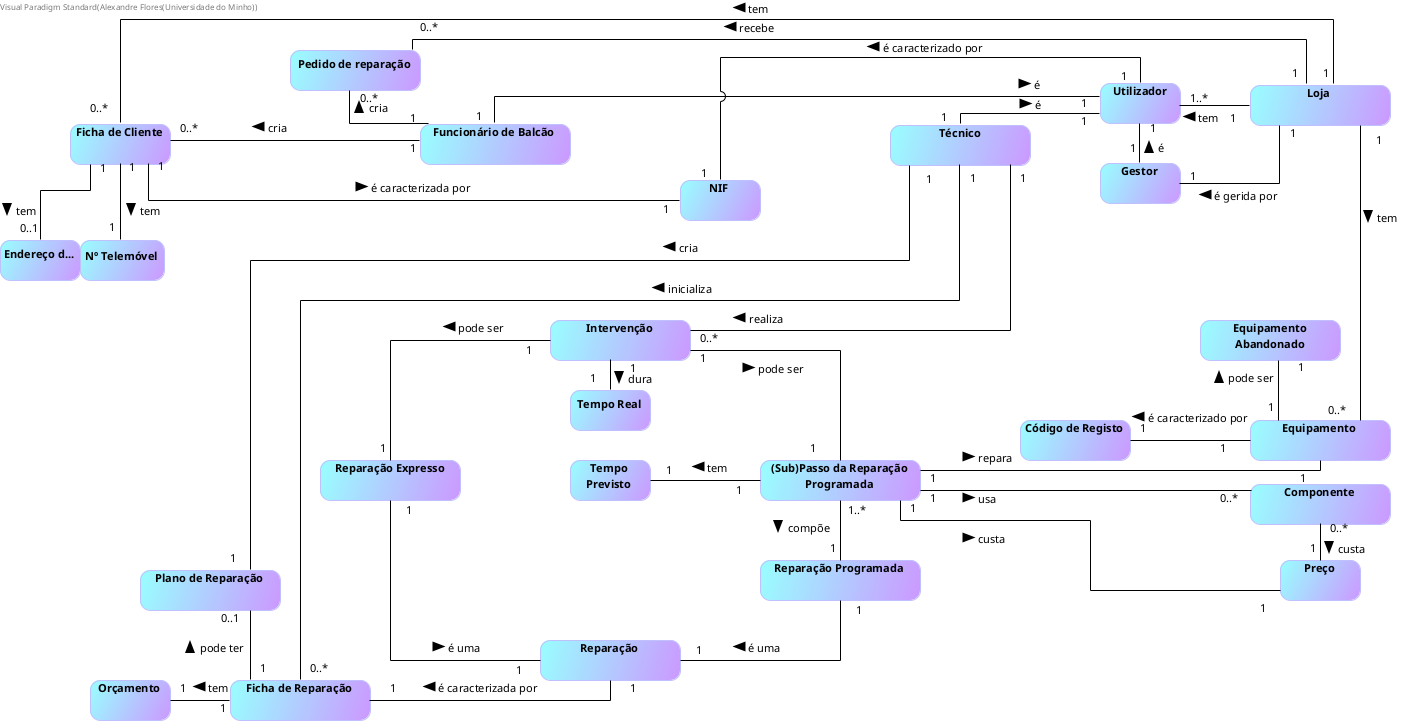 Visual Paradigm Standard(Alexandre Flores(Universidade do Minho))
tem
0..*
recebe
é caracterizado por
Pedido de reparação
1
1
1
0..*
cria
é
Utilizador
1..*
Loja
0..*
1
1
é
1
tem
1
Ficha de Cliente
0..*
cria
1
Funcionário de Balcão
1
Técnico
1
1
1
1
1
1
1
1
1
é
1
é caracterizada por
1
NIF
1
1
1
1
Gestor
1
é gerida por
tem
tem
1
tem
0..1
1
Endereço d...
Nº Telemóvel
cria
inicializa
realiza
pode ser
Intervenção
0..*
1
1
1
pode ser
1
dura
Tempo Real
Equipamento
Abandonado
1
pode ser
1
0..*
é caracterizado por
Código de Registo
1
1
Equipamento
1
1
Reparação Expresso
1
Tempo
Previsto
1
tem
1
(Sub)Passo da Reparação
Programada
repara
1
1
1
usa
0..*
Componente
1..*
1
0..*
compõe
custa
1
custa
1
Preço
1
Reparação Programada
1
1
Plano de Reparação
0..1
pode ter
1
0..*
é uma
1
Reparação
1
é uma
1
Orçamento
1
tem
1
Ficha de Reparação
1
é caracterizada por